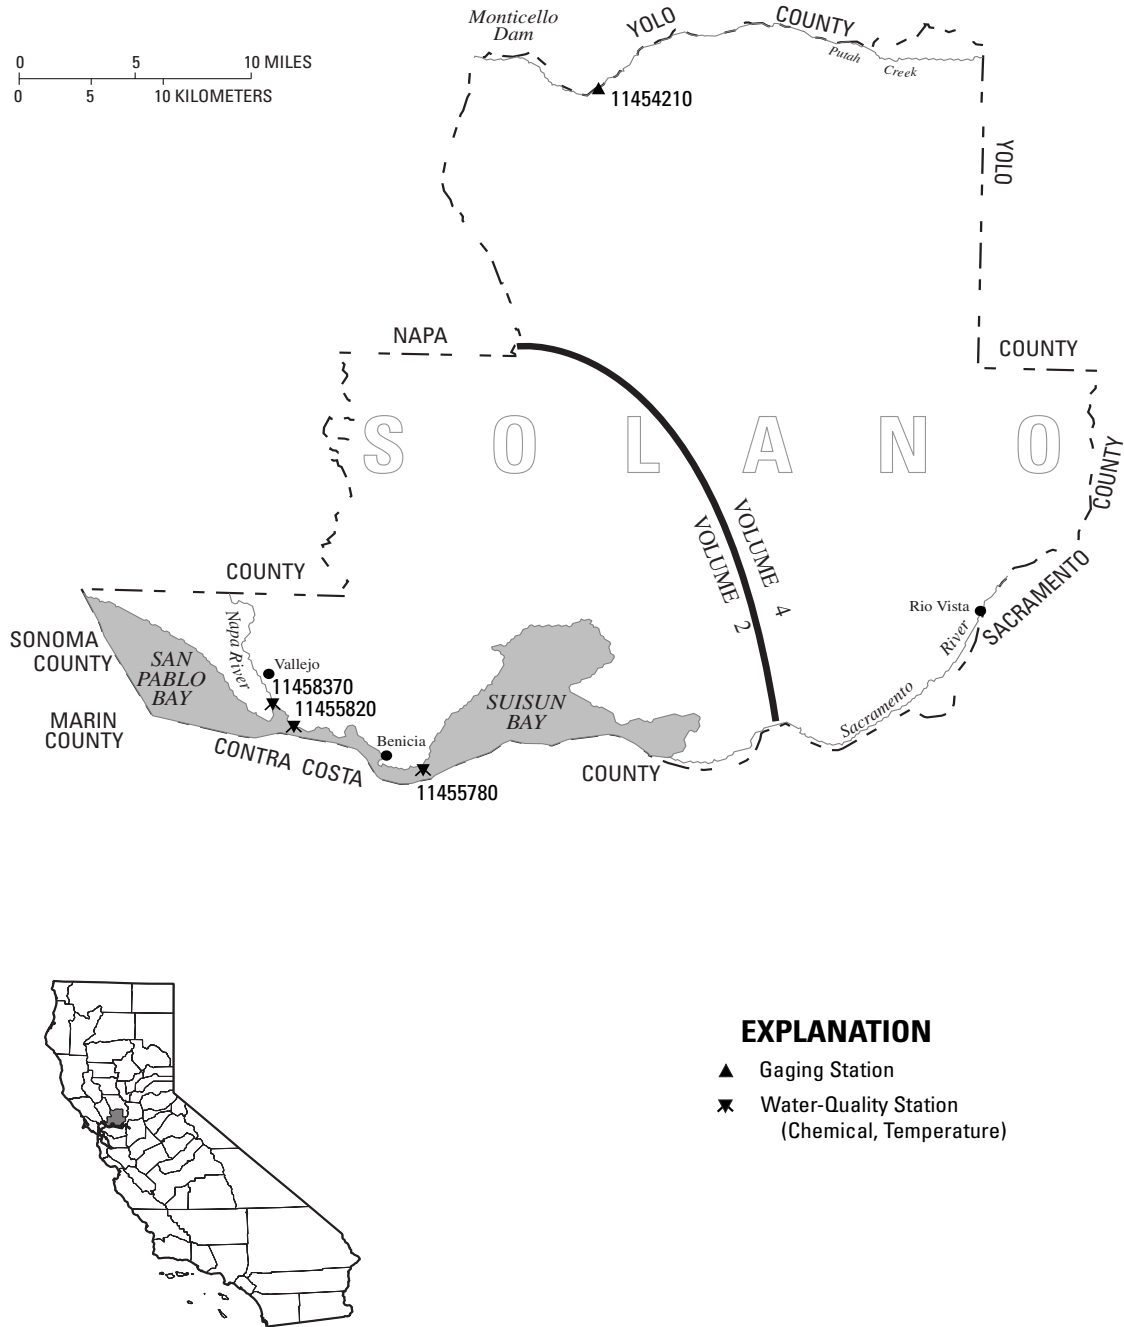 Monticello
Dam
YOLO
COUNTY
Putah
Creek
0 5 10 MILES
0 5 10 KILOMETERS
11454210
YOLO
NAPA
COUNTY
SOLANO
COUNTY
VOLUME 4
VOLUME 2
COUNTY
Rio Vista
SACRAMENTO
River
Sacramento
SONOMA
COUNTY
Napa River
SAN
PABLO
BAY
Vallejo
11458370
11455820
SUISUN
BAY
MARIN
COUNTY
CONTRA COSTA
Benicia
COUNTY
11455780
EXPLANATION
Gaging Station
Water-Quality Station
(Chemical, Temperature)